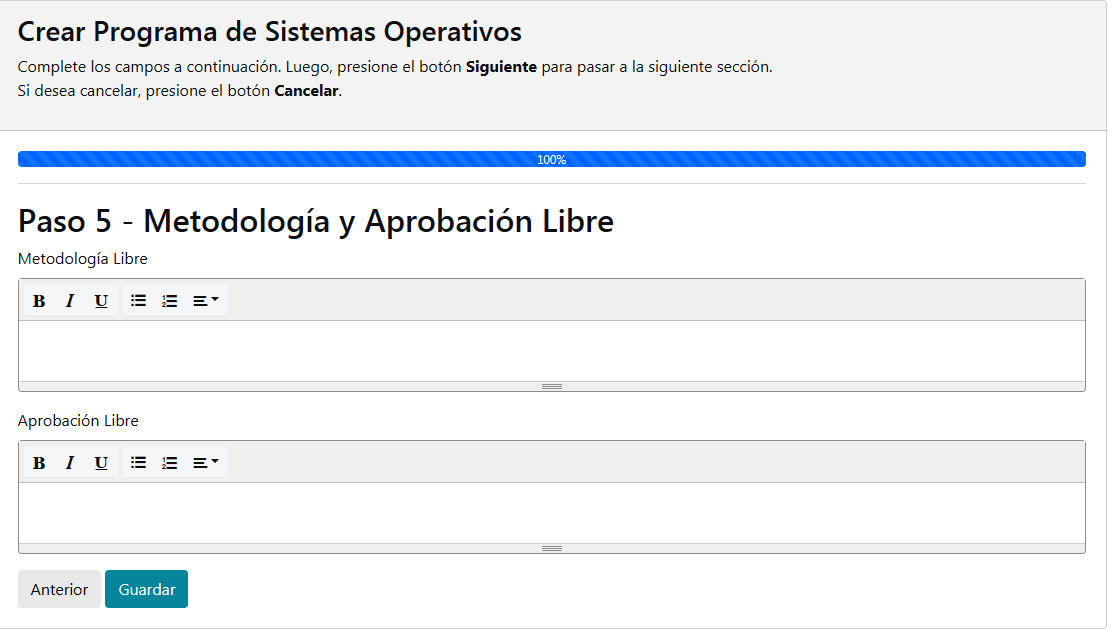 Crear Programa de Sistemas Operativos
Complete los campos a continuación. Luego, presione el botón Siguiente para pasar a la siguiente sección.
Si desea cancelar, presione el botón Cancelar.
100%
Paso 5 - Metodología y Aprobación Libre
Metodología Libre
B I U
Aprobación Libre
B I U
Anterior Guardar